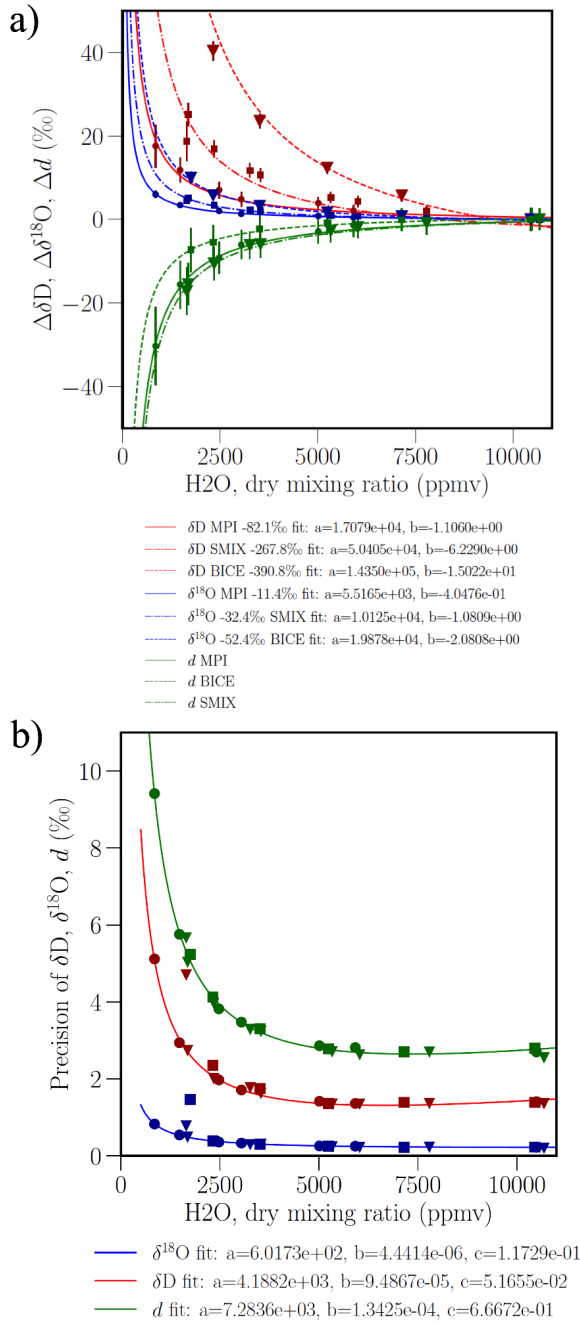 a)
ΔδD, Δδ¹⁸O, Δd (‰)
40
20
0
−20
−40
0 2500 5000 7500 10000
H2O, dry mixing ratio (ppmv)
δD MPI -82.1‰ fit: a=1.7079e+04, b=-1.1060e+00
δD SMIX -267.8‰ fit: a=5.0405e+04, b=-6.2290e+00
δD BICE -390.8‰ fit: a=1.4350e+05, b=-1.5022e+01
δ¹⁸O MPI -11.4‰ fit: a=5.5165e+03, b=-4.0476e-01
δ¹⁸O -32.4‰ SMIX fit: a=1.0125e+04, b=-1.0809e+00
δ¹⁸O -52.4‰ BICE fit: a=1.9878e+04, b=-2.0808e+00
d MPI
d BICE
d SMIX
b)
Precision of δD, δ¹⁸O, d (‰)
10
8
6
4
2
0
0 2500 5000 7500 10000
H2O, dry mixing ratio (ppmv)
δ¹⁸O fit: a=6.0173e+02, b=4.4414e-06, c=1.1729e-01
δD fit: a=4.1882e+03, b=9.4867e-05, c=5.1655e-02
d fit: a=7.2836e+03, b=1.3425e-04, c=6.6672e-01